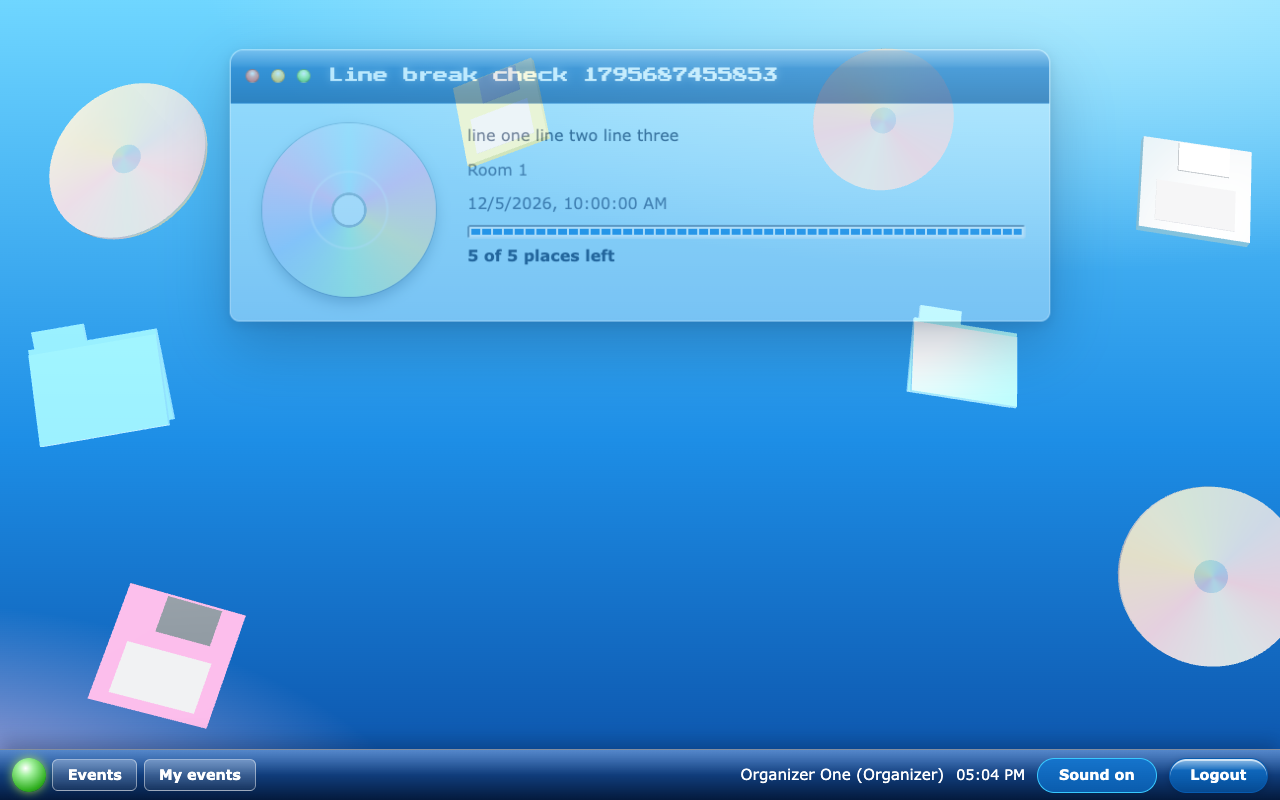 Line break check 1795687455853
line one line two line three
Room 1
12/5/2026, 10:00:00 AM
5 of 5 places left
Events
My events
Organizer One (Organizer)
05:04 PM
Sound on
Logout